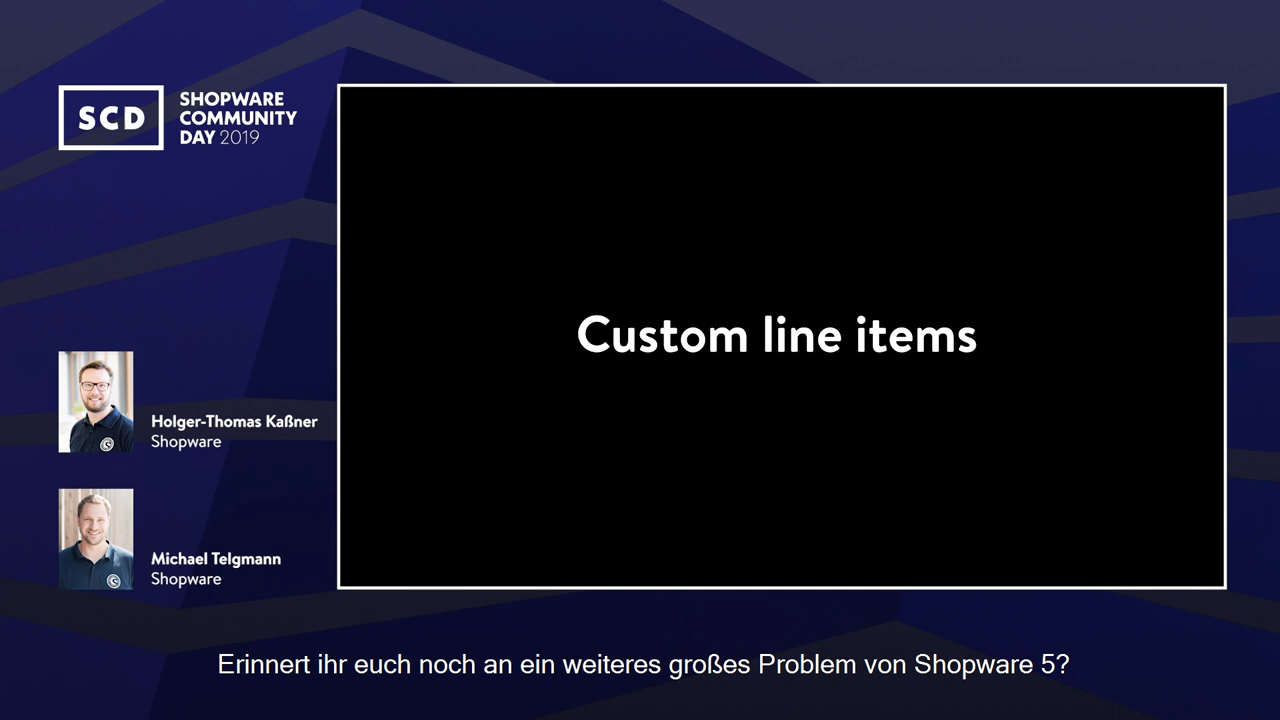 SCD
SHOPWARE
COMMUNITY
DAY 2019
Custom line items
Holger-Thomas Kaßner
Shopware
Michael Telgmann
Shopware
Erinnert ihr euch noch an ein weiteres großes Problem von Shopware 5?